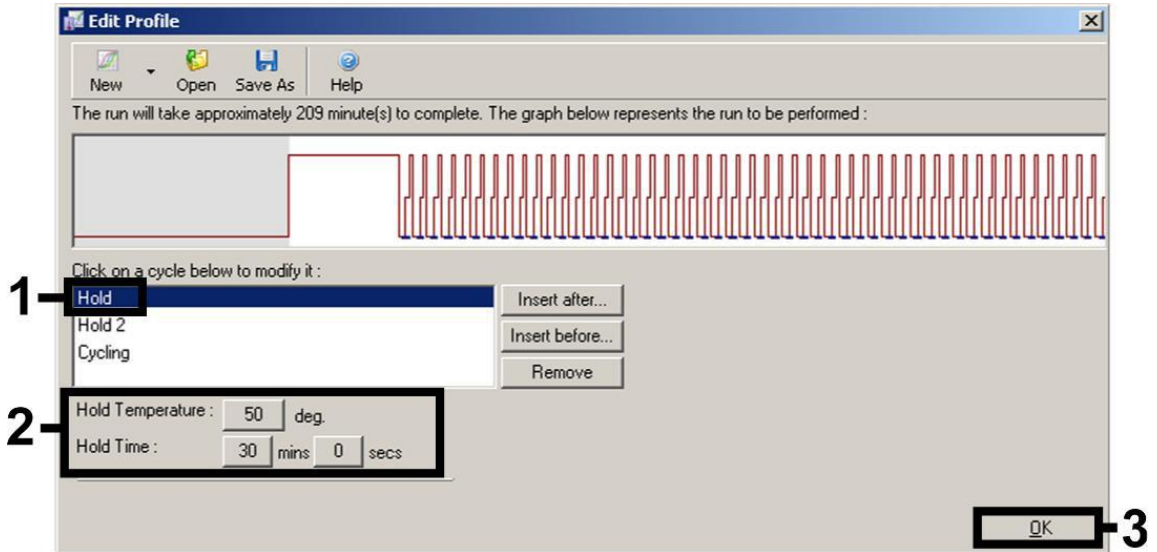 Edit Profile
New Open Save As Help
The run will take approximately 209 minute(s) to complete. The graph below represents the run to be performed :
Click on a cycle below to modify it :
1
Hold
Insert after...
Hold 2
Insert before...
Cycling
Remove
2
Hold Temperature : 50 deg.
Hold Time : 30 mins 0 secs
OK
3